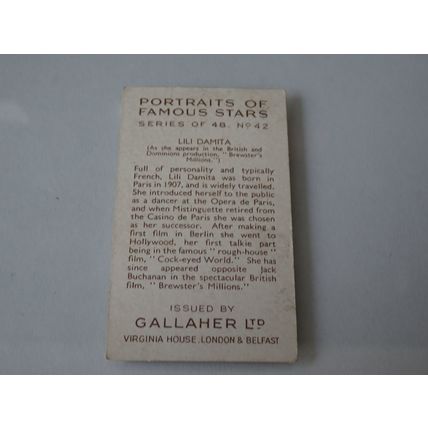 PORTRAITS OF
FAMOUS STARS
SERIES OF 48. Nº 42
LILI DAMITA
(As she appears in the British and
Dominions production, "Brewster's
Millions.")
Full of personality and typically
French, Lili Damita was born in
Paris in 1907, and is widely travelled.
She introduced herself to the public
as a dancer at the Opera de Paris,
and when Mistinguette retired from
the Casino de Paris she was chosen
as her successor. After making a
first film in Berlin she went to
Hollywood, her first talkie part
being in the famous "rough-house"
film, "Cock-eyed World." She has
since appeared opposite Jack
Buchanan in the spectacular British
film, "Brewster's Millions."
ISSUED BY
GALLAHER LTD
VIRGINIA HOUSE, LONDON & BELFAST